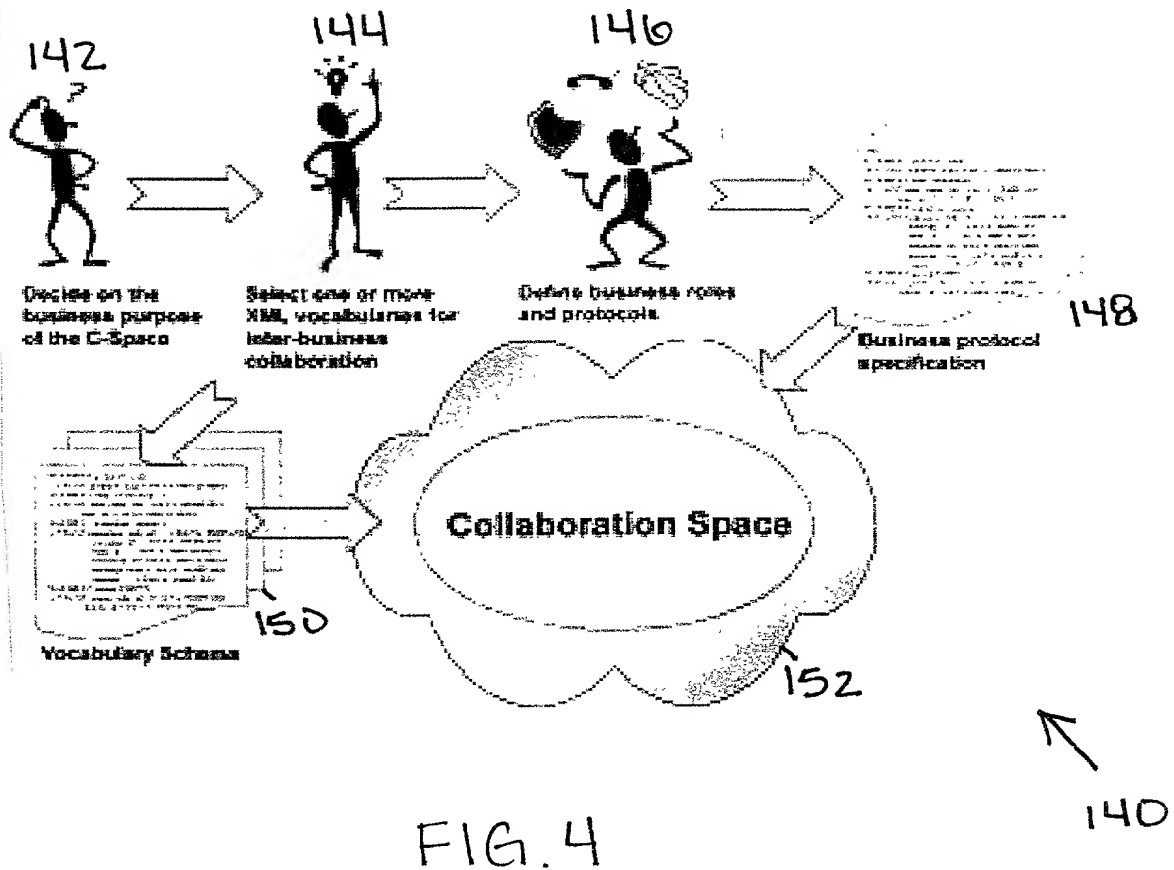 142
144
146
?
Decide on the
business purpose
of the C-Space
Select one or more
XML vocabularies for
inter-business
collaboration
Define business roles
and protocols
148
Business protocol
specification
Collaboration Space
150
Vocabulary Schema
152
140
FIG. 4